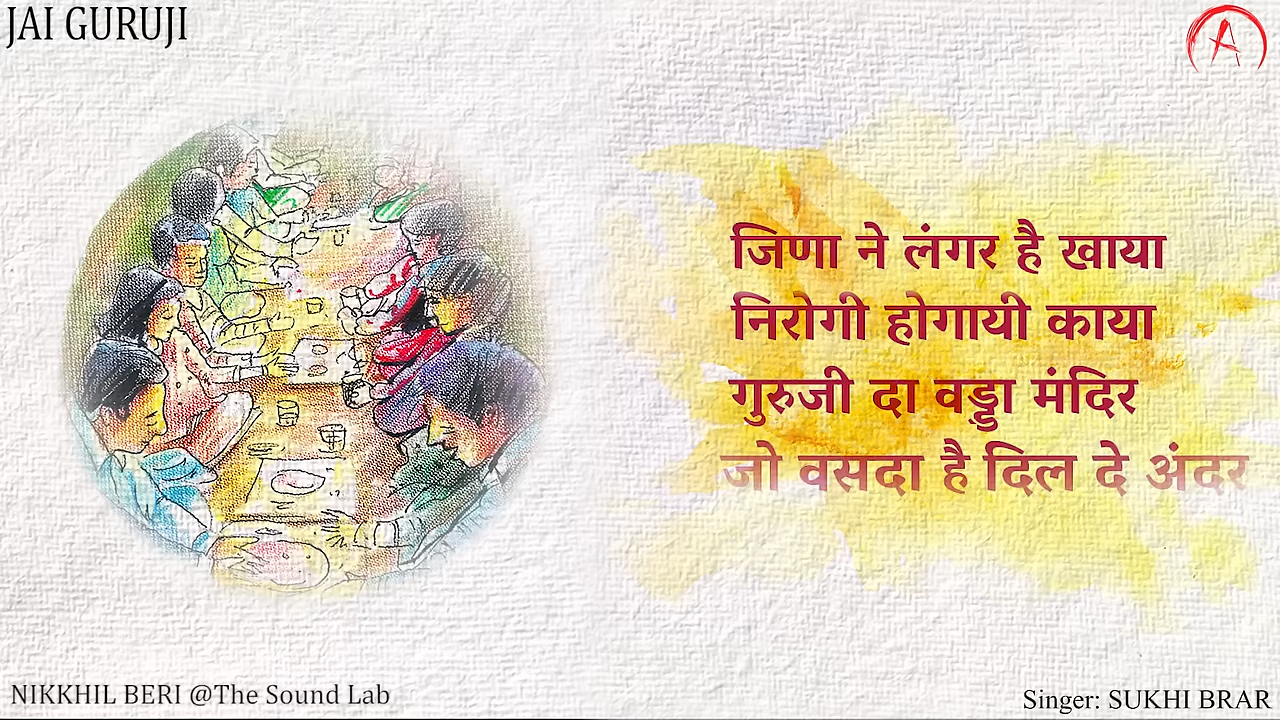 JAI GURUJI
A
जिणा ने लंगर है खाया
निरोगी होगायी काया
गुरुजी दा वड्डा मंदिर
जो वसदा है दिल दे अंदर
NIKKHIL BERI @The Sound Lab
Singer: SUKHI BRAR